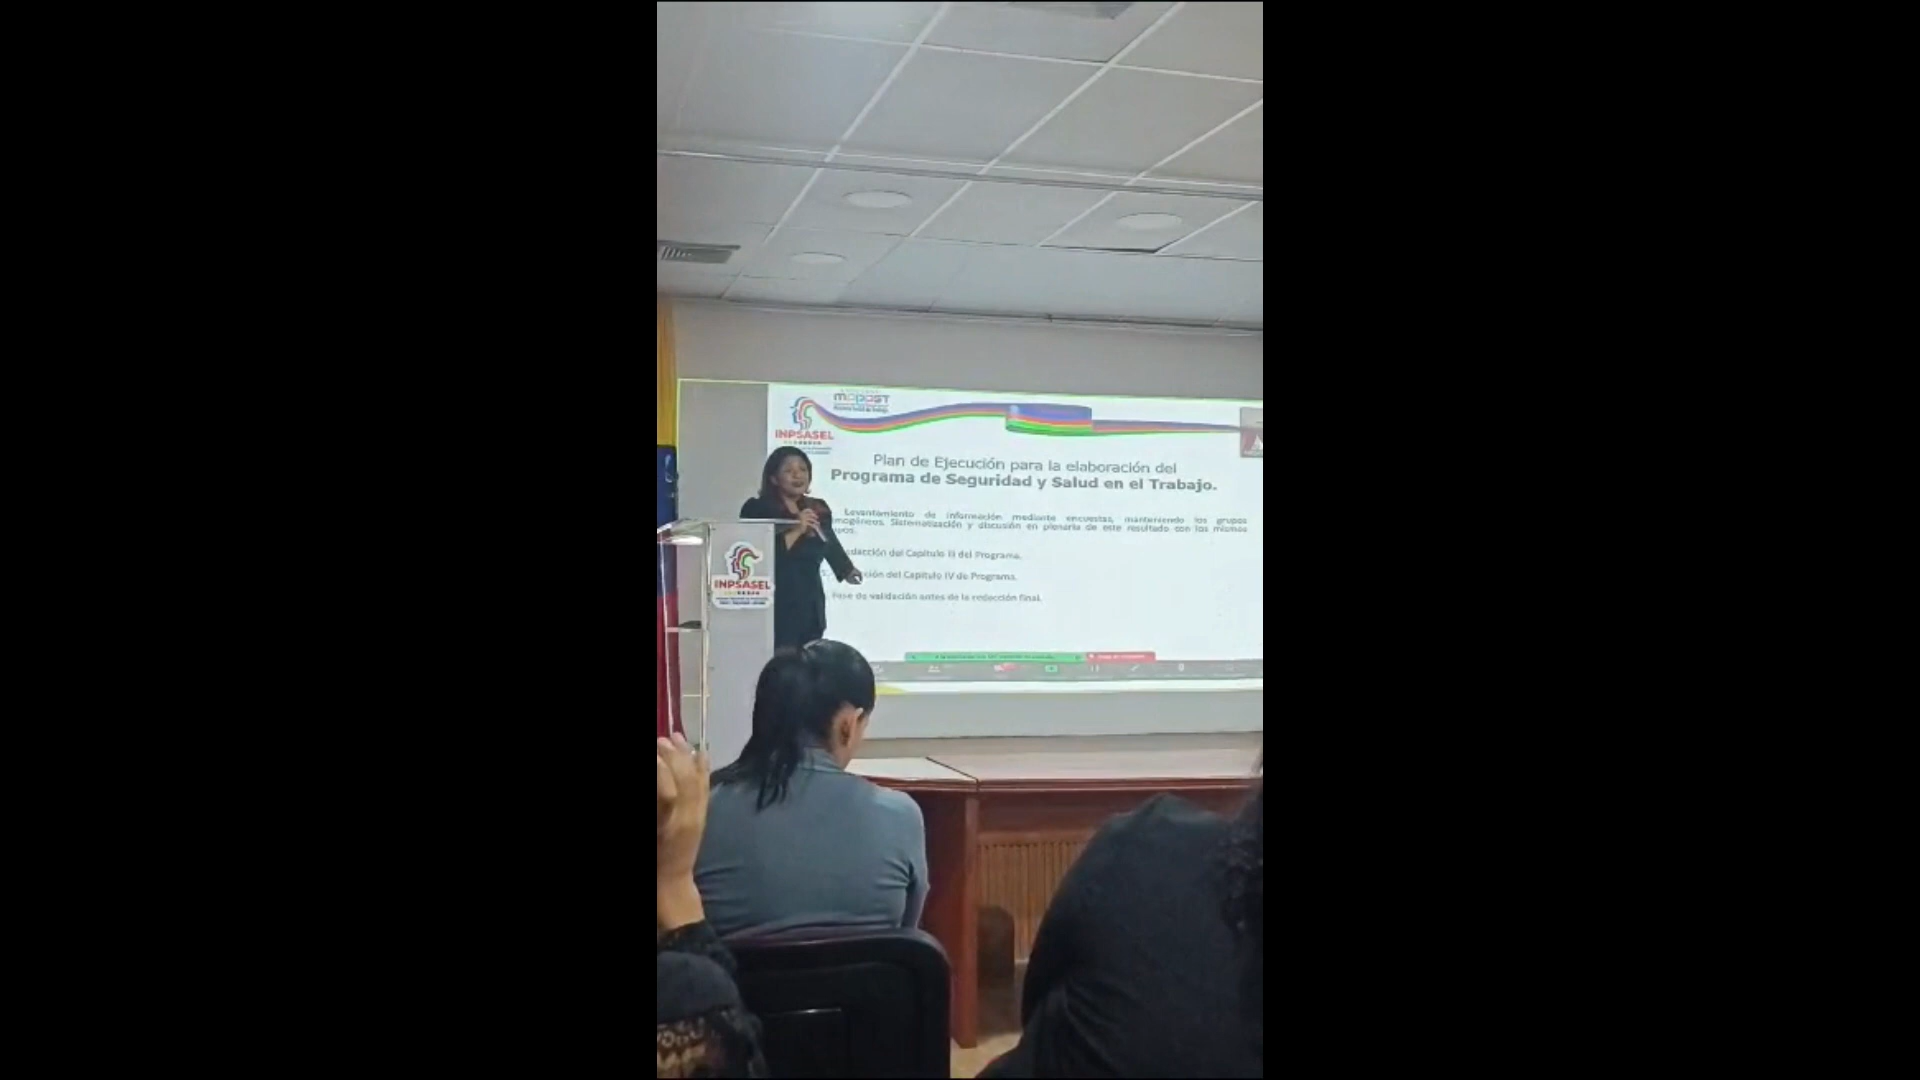 mopost
INPSASEL
Plan de Ejecución para la elaboración del
Programa de Seguridad y Salud en el Trabajo.
Levantamiento de información mediante encuestas, manteniendo los grupos
Sistematización y discusión en plenaria de este resultado con los mismos
del Capítulo III del Programa.
del Capítulo IV de Programa.
Fase de validación antes de la redacción final.
INPSASEL